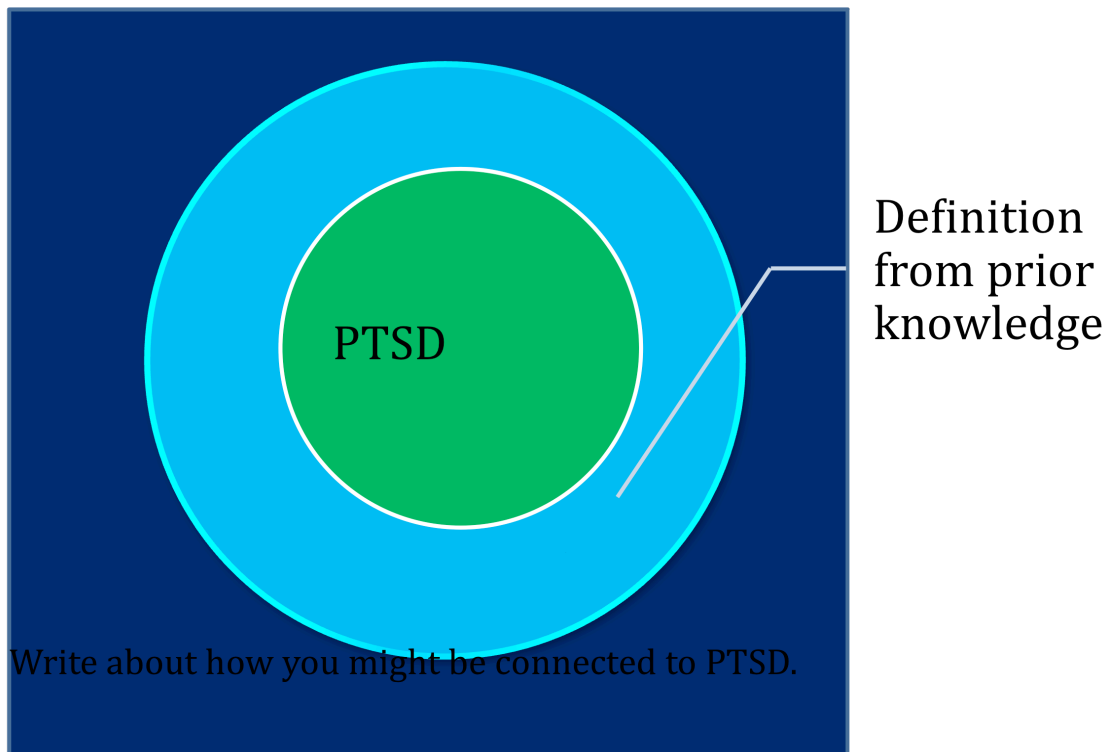 PTSD
Definition
from prior
knowledge
Write about how you might be connected to PTSD.